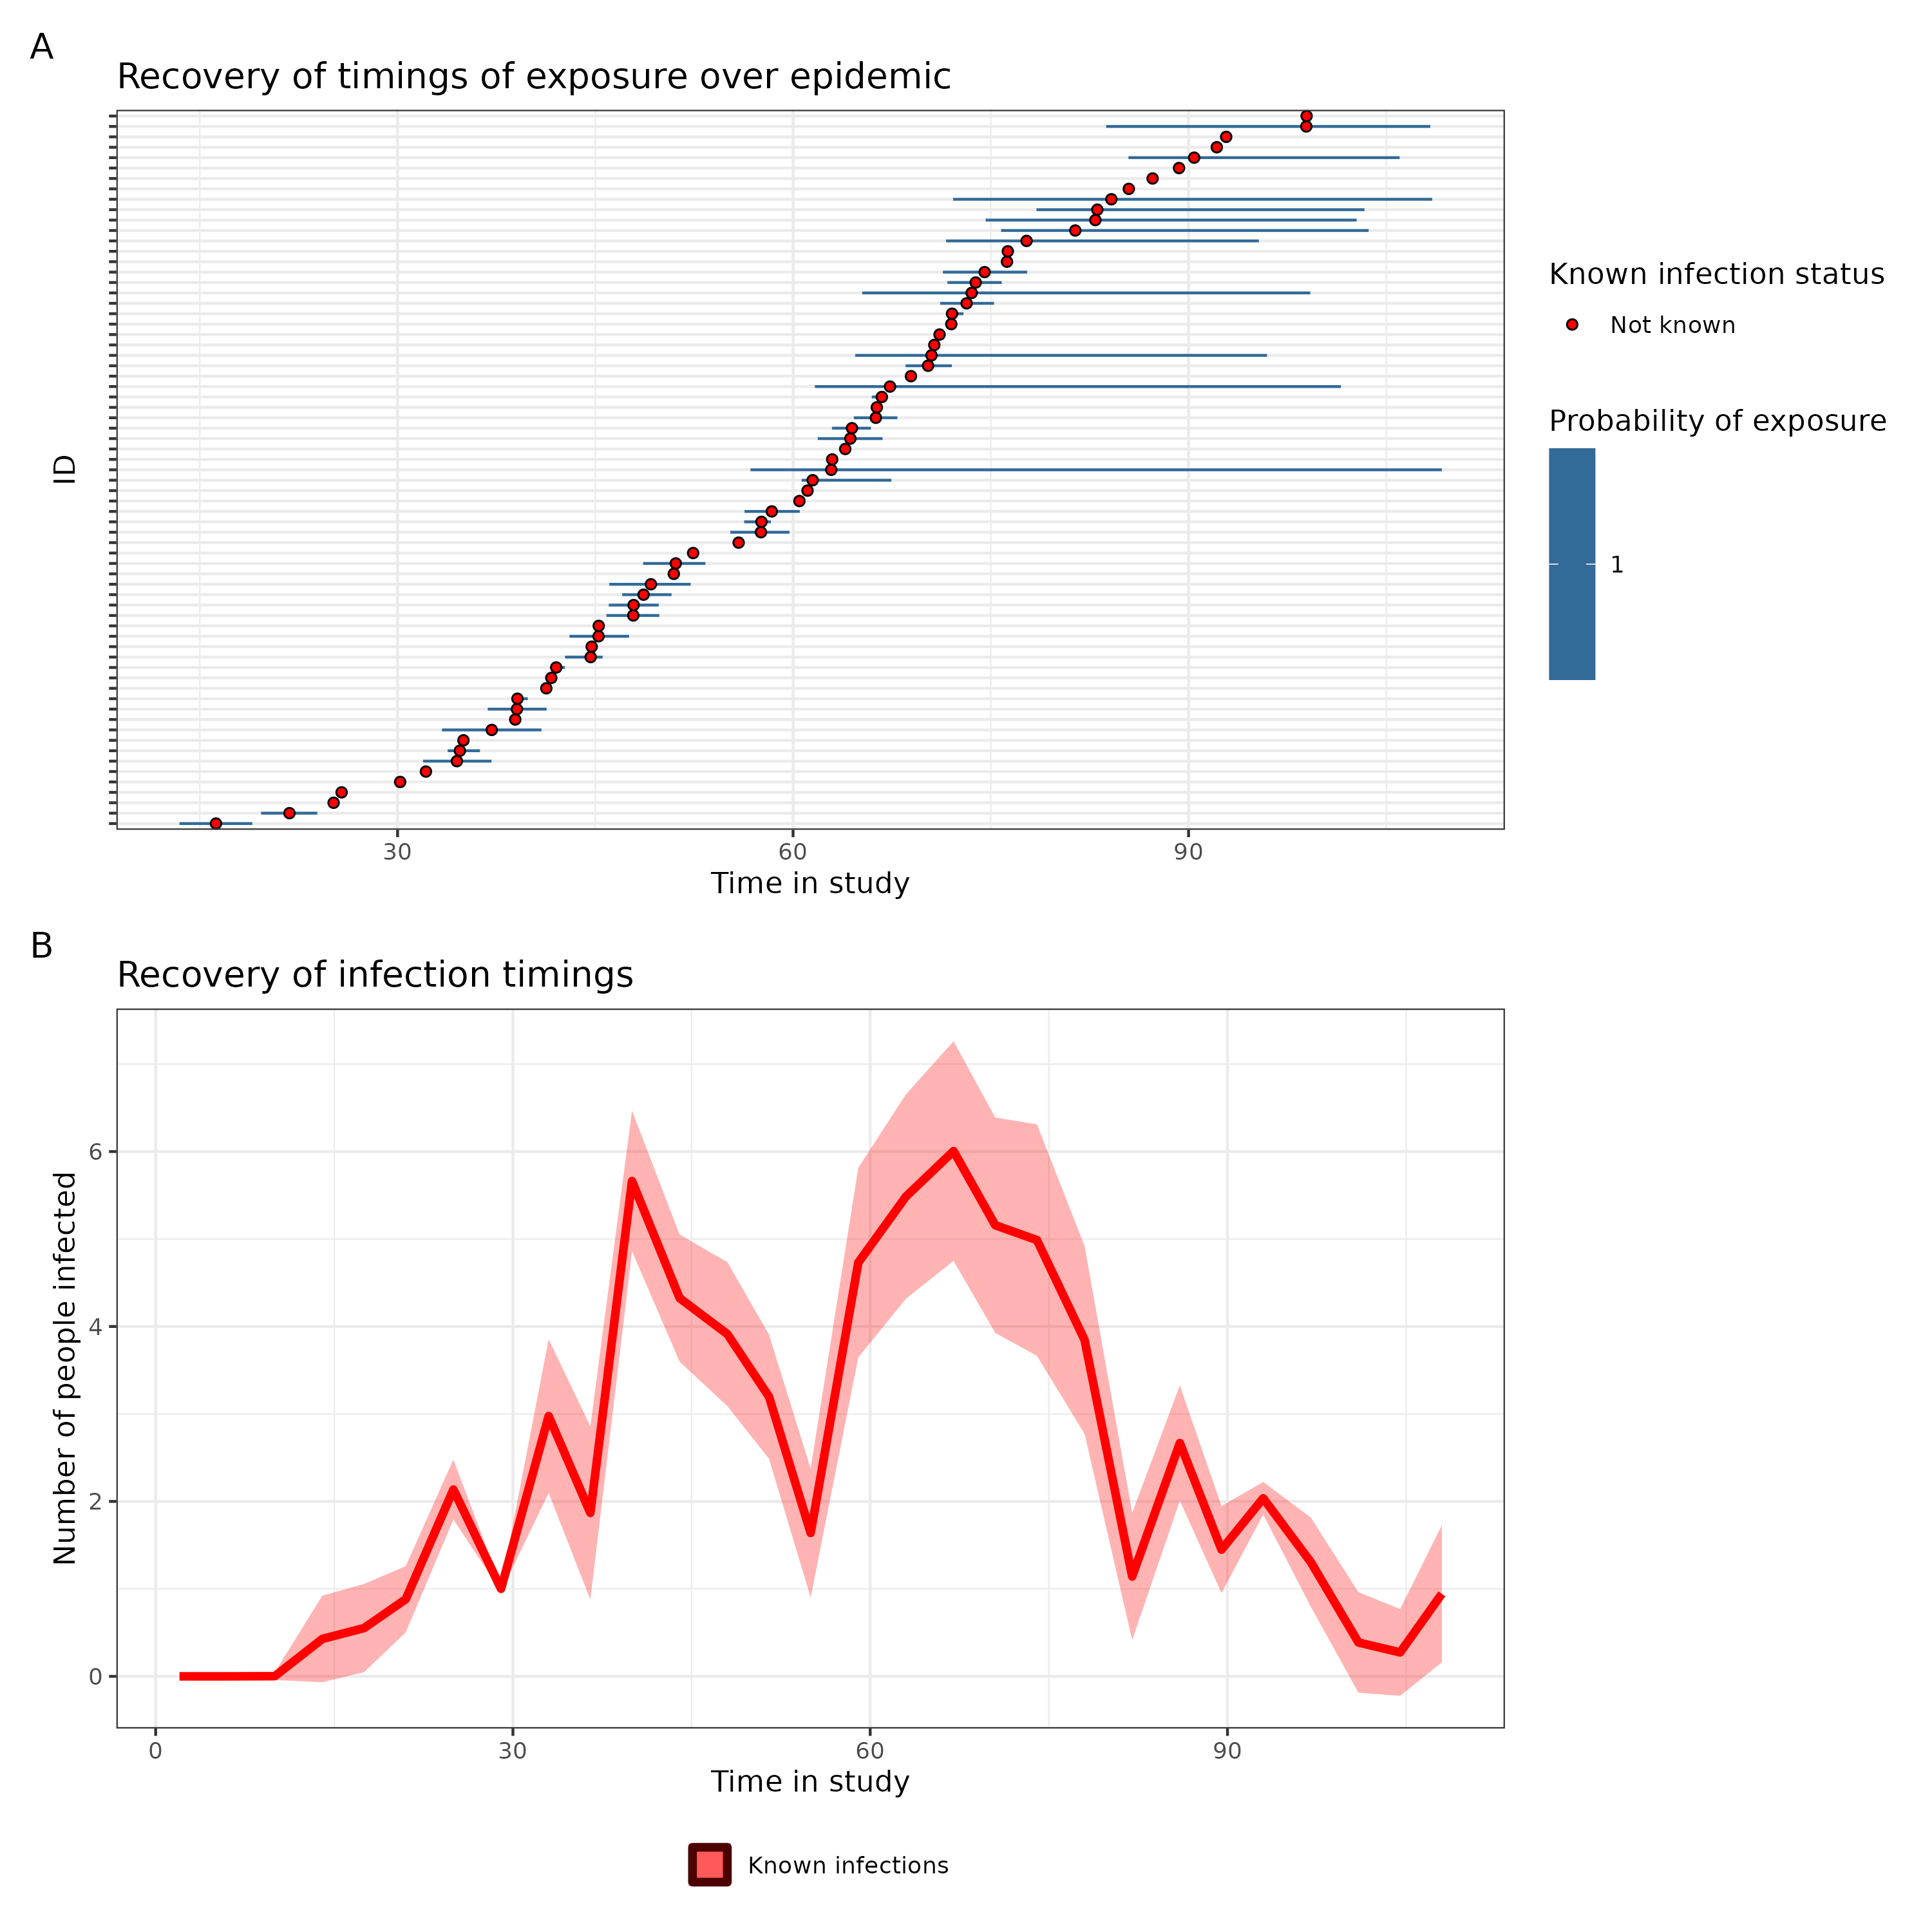 A
Recovery of timings of exposure over epidemic
ID
30
60
90
Time in study
Known infection status
Not known
Probability of exposure
1
B
Recovery of infection timings
Number of people infected
6
4
2
0
0
30
60
90
Time in study
Known infections